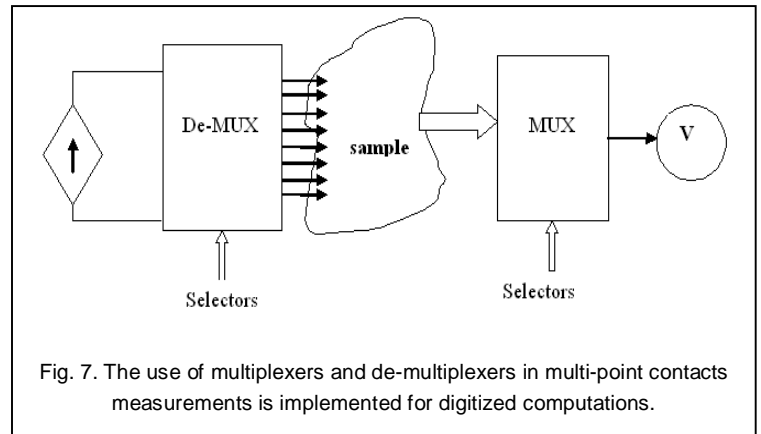 De-MUX
sample
MUX
V
Selectors
Selectors
Fig. 7. The use of multiplexers and de-multiplexers in multi-point contacts
measurements is implemented for digitized computations.